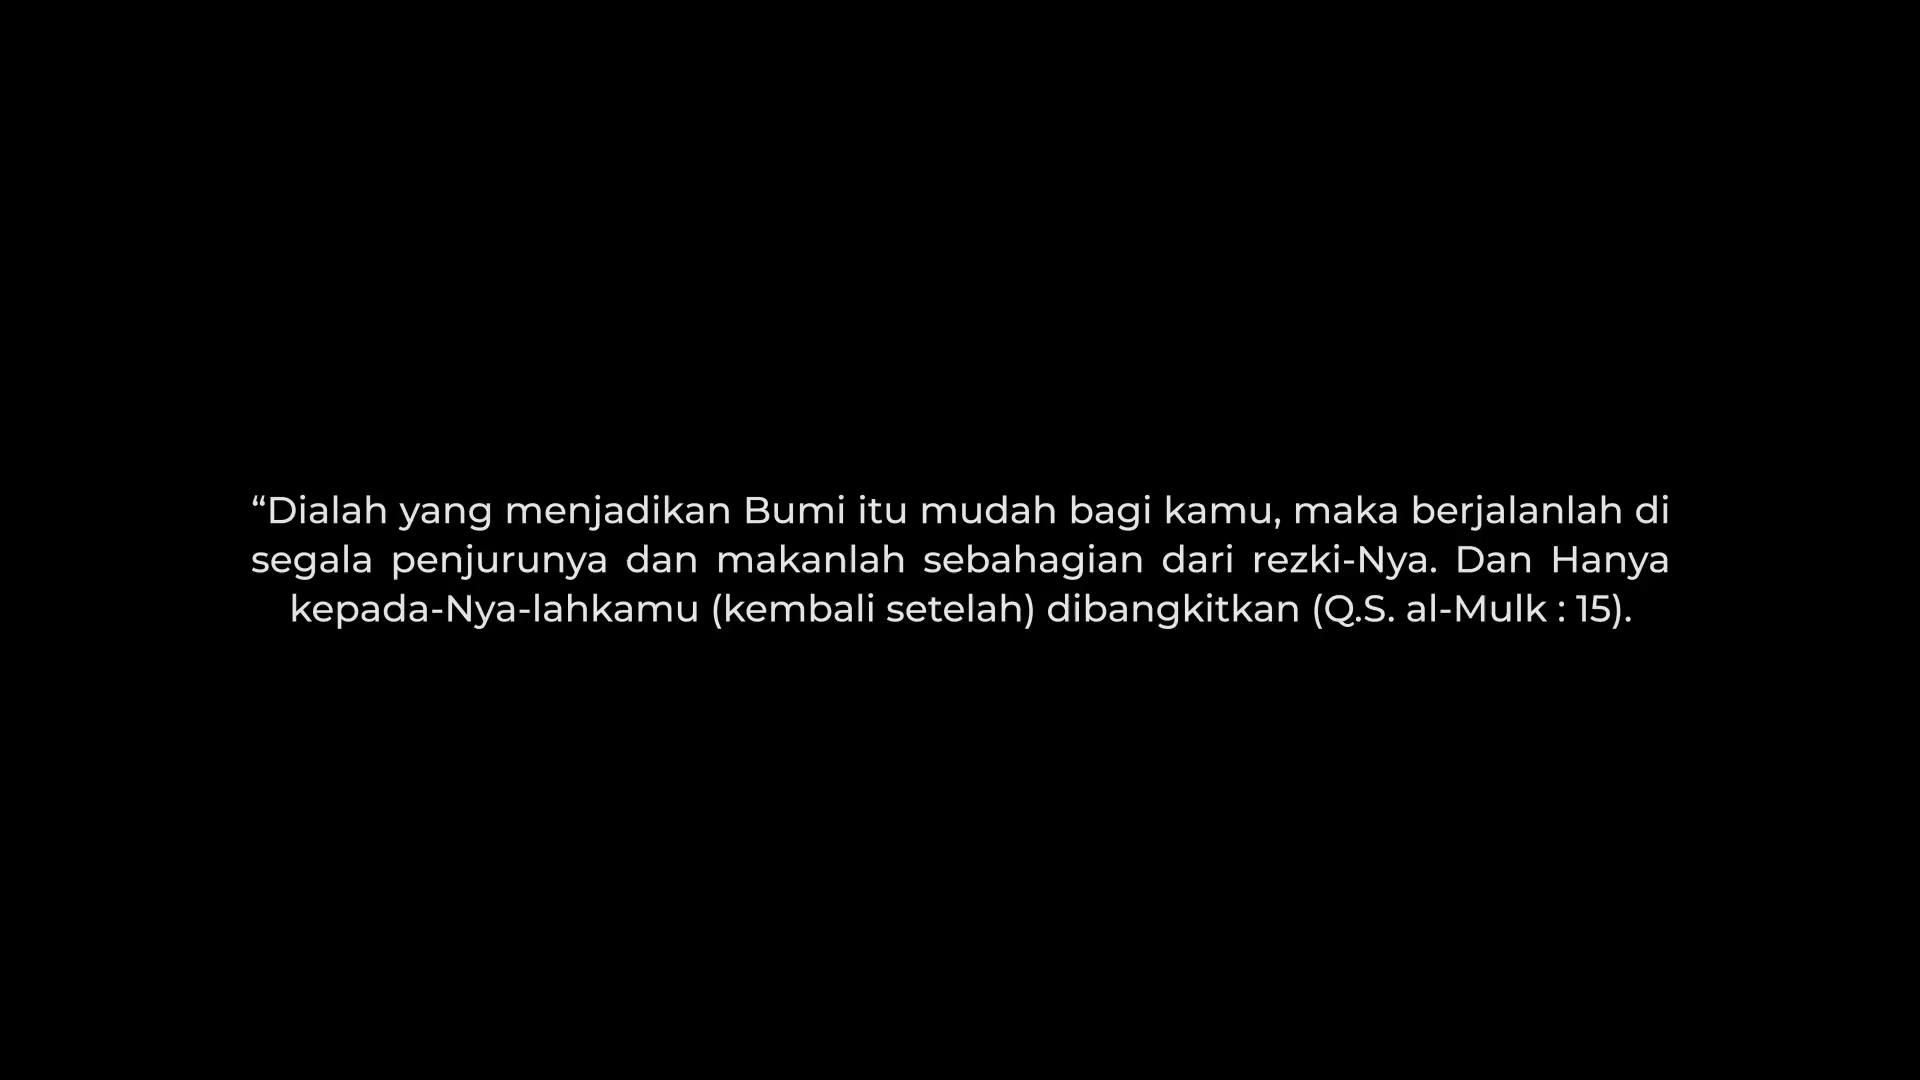 “Dialah yang menjadikan Bumi itu mudah bagi kamu, maka berjalanlah di
segala penjurunya dan makanlah sebahagian dari rezki-Nya. Dan Hanya
kepada-Nya-lahkamu (kembali setelah) dibangkitkan (Q.S. al-Mulk : 15).